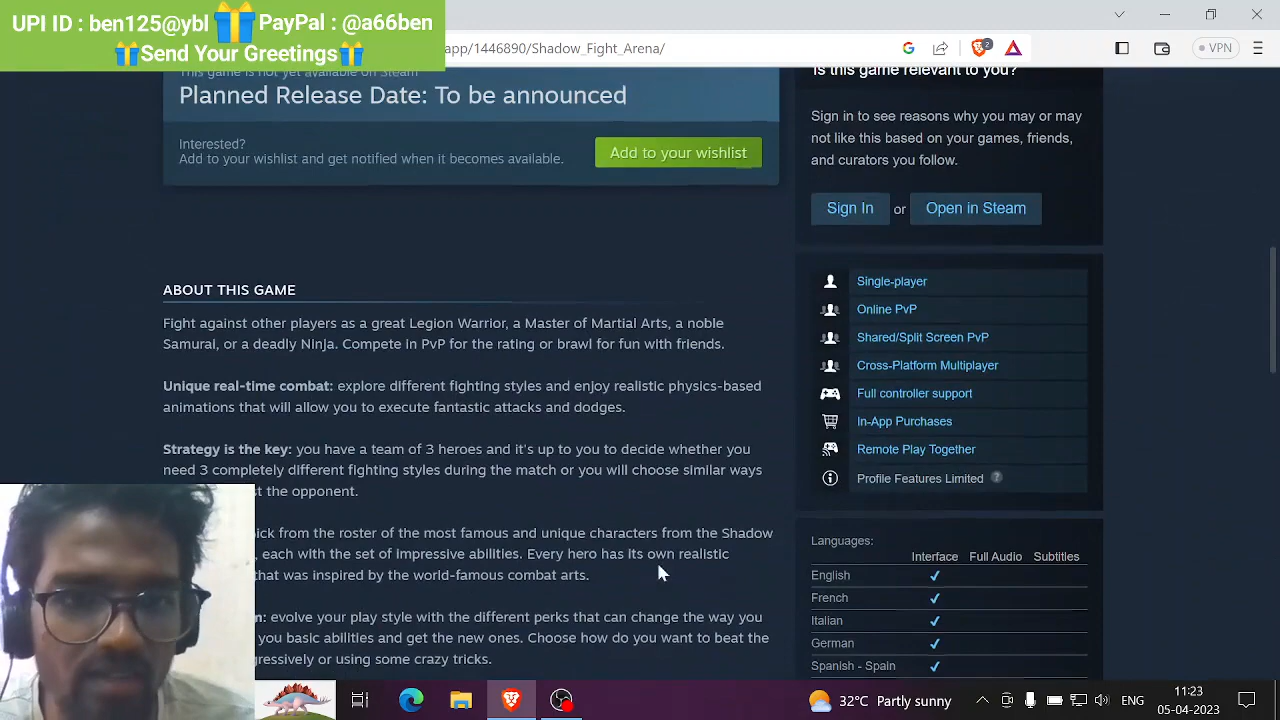 UPI ID : ben125@ybl 🎁 PayPal : @a66ben
🎁Send Your Greetings🎁
app/1446890/Shadow_Fight_Arena/
2
VPN
This game is not yet available on Steam
Planned Release Date: To be announced
Interested?
Add to your wishlist and get notified when it becomes available.
Add to your wishlist
Is this game relevant to you?
Sign in to see reasons why you may or may
not like this based on your games, friends,
and curators you follow.
Sign In or Open in Steam
ABOUT THIS GAME
Fight against other players as a great Legion Warrior, a Master of Martial Arts, a noble
Samurai, or a deadly Ninja. Compete in PvP for the rating or brawl for fun with friends.
Unique real-time combat: explore different fighting styles and enjoy realistic physics-based
animations that will allow you to execute fantastic attacks and dodges.
Strategy is the key: you have a team of 3 heroes and it's up to you to decide whether you
need 3 completely different fighting styles during the match or you will choose similar ways
the opponent.
pick from the roster of the most famous and unique characters from the Shadow
, each with the set of impressive abilities. Every hero has its own realistic
that was inspired by the world-famous combat arts.
: evolve your play style with the different perks that can change the way you
you basic abilities and get the new ones. Choose how do you want to beat the
or using some crazy tricks.
Single-player
Online PvP
Shared/Split Screen PvP
Cross-Platform Multiplayer
Full controller support
In-App Purchases
Remote Play Together
Profile Features Limited ?
Languages:
Interface Full Audio Subtitles
English ✓
French ✓
Italian ✓
German ✓
Spanish - Spain ✓
32°C Partly sunny
ENG
11:23
05-04-2023